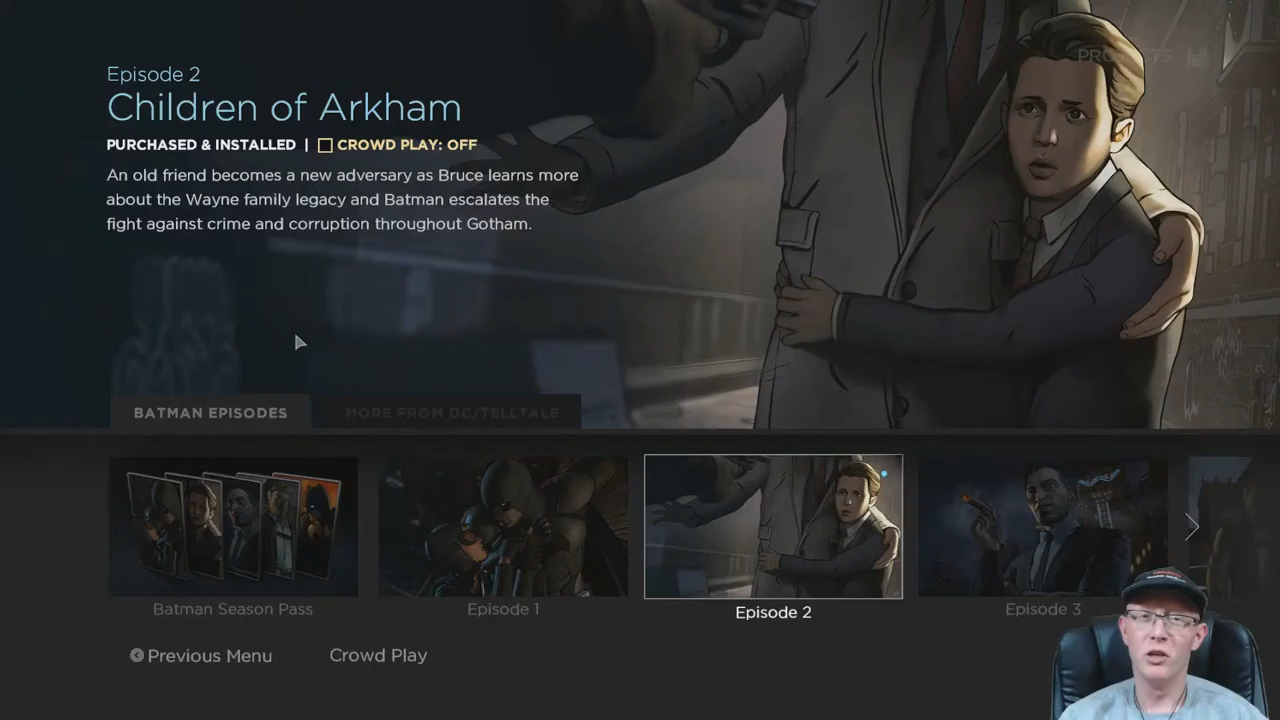 Episode 2
Children of Arkham
PURCHASED & INSTALLED | CROWD PLAY: OFF
An old friend becomes a new adversary as Bruce learns more
about the Wayne family legacy and Batman escalates the
fight against crime and corruption throughout Gotham.
BATMAN EPISODES
MORE FROM DC/TELLTALE
Batman Season Pass
Episode 1
Episode 2
Episode 3
Previous Menu
Crowd Play